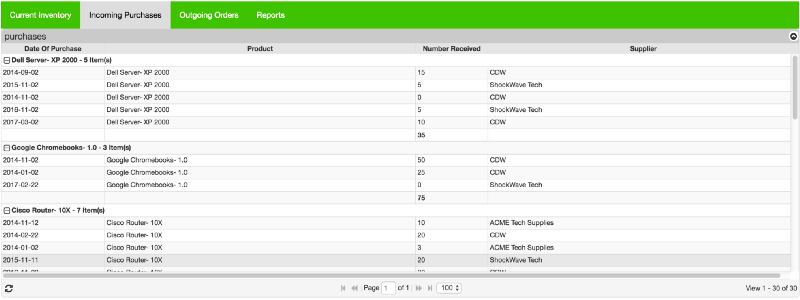 Current Inventory Incoming Purchases Outgoing Orders Reports
purchases
Date Of Purchase Product Number Received Supplier
Dell Server- XP 2000 - 5 Item(s)
2014-09-02 Dell Server- XP 2000 15 CDW
2015-11-02 Dell Server- XP 2000 5 ShockWave Tech
2014-11-02 Dell Server- XP 2000 0 CDW
2016-11-02 Dell Server- XP 2000 5 ShockWave Tech
2017-03-02 Dell Server- XP 2000 10 CDW
35
Google Chromebooks- 1.0 - 3 Item(s)
2014-11-02 Google Chromebooks- 1.0 50 CDW
2014-01-02 Google Chromebooks- 1.0 25 CDW
2017-02-22 Google Chromebooks- 1.0 0 ShockWave Tech
75
Cisco Router- 10X - 7 Item(s)
2014-11-12 Cisco Router- 10X 10 ACME Tech Supplies
2014-02-22 Cisco Router- 10X 20 CDW
2014-01-02 Cisco Router- 10X 3 ACME Tech Supplies
2015-11-11 Cisco Router- 10X 20 ShockWave Tech
Cisco Router- 10X ShockWave Tech
Page 1 of 1 100 View 1 - 30 of 30